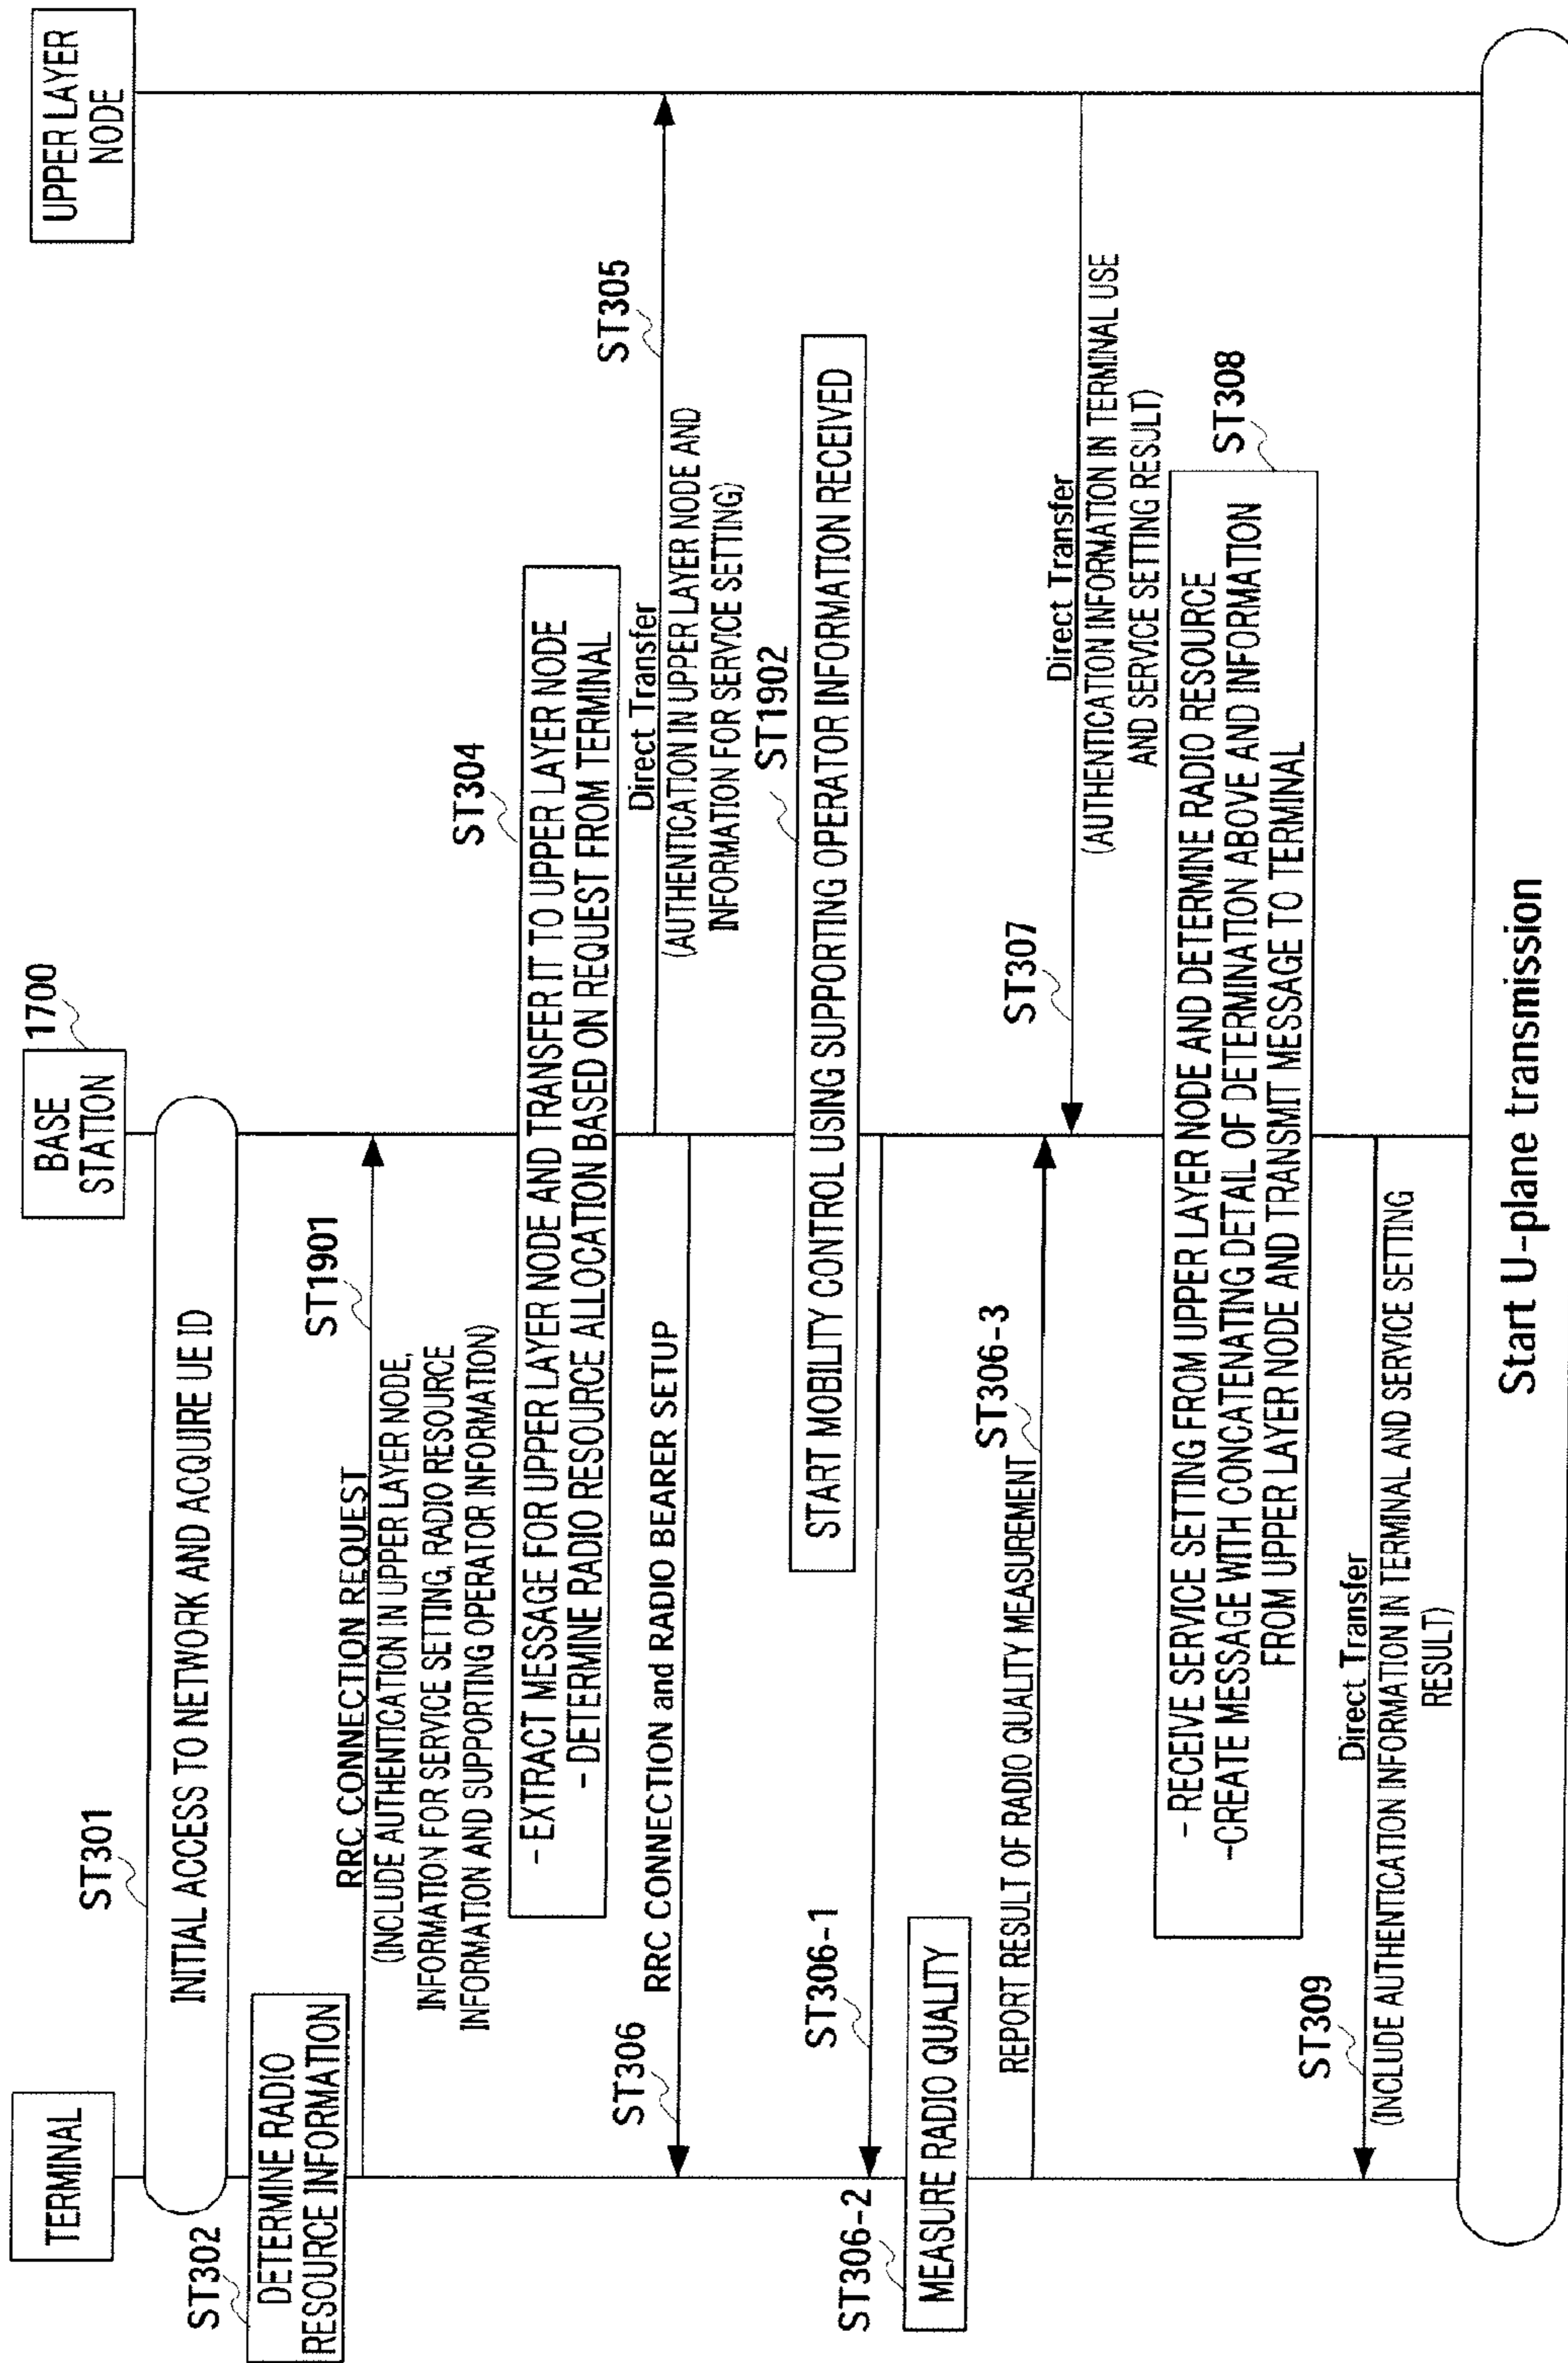 TERMINAL
BASE
STATION
1700
UPPER LAYER
NODE
ST301
INITIAL ACCESS TO NETWORK AND ACQUIRE UE ID
ST302
DETERMINE RADIO
RESOURCE INFORMATION
RRC CONNECTION REQUEST
ST1901
(INCLUDE AUTHENTICATION IN UPPER LAYER NODE,
INFORMATION FOR SERVICE SETTING, RADIO RESOURCE
INFORMATION AND SUPPORTING OPERATOR INFORMATION)
ST304
- EXTRACT MESSAGE FOR UPPER LAYER NODE AND TRANSFER IT TO UPPER LAYER NODE
- DETERMINE RADIO RESOURCE ALLOCATION BASED ON REQUEST FROM TERMINAL
Direct Transfer
ST305
(AUTHENTICATION IN UPPER LAYER NODE AND
INFORMATION FOR SERVICE SETTING)
ST306
RRC CONNECTION and RADIO BEARER SETUP
ST1902
START MOBILITY CONTROL USING SUPPORTING OPERATOR INFORMATION RECEIVED
ST306-1
ST306-2
MEASURE RADIO QUALITY
REPORT RESULT OF RADIO QUALITY MEASUREMENT
ST306-3
ST307
Direct Transfer
(AUTHENTICATION INFORMATION IN TERMINAL USE
AND SERVICE SETTING RESULT)
ST308
- RECEIVE SERVICE SETTING FROM UPPER LAYER NODE AND DETERMINE RADIO RESOURCE
-CREATE MESSAGE WITH CONCATENATING DETAIL OF DETERMINATION ABOVE AND INFORMATION
FROM UPPER LAYER NODE AND TRANSMIT MESSAGE TO TERMINAL
ST309
Direct Transfer
(INCLUDE AUTHENTICATION INFORMATION IN TERMINAL AND SERVICE SETTING
RESULT)
Start U-plane transmission